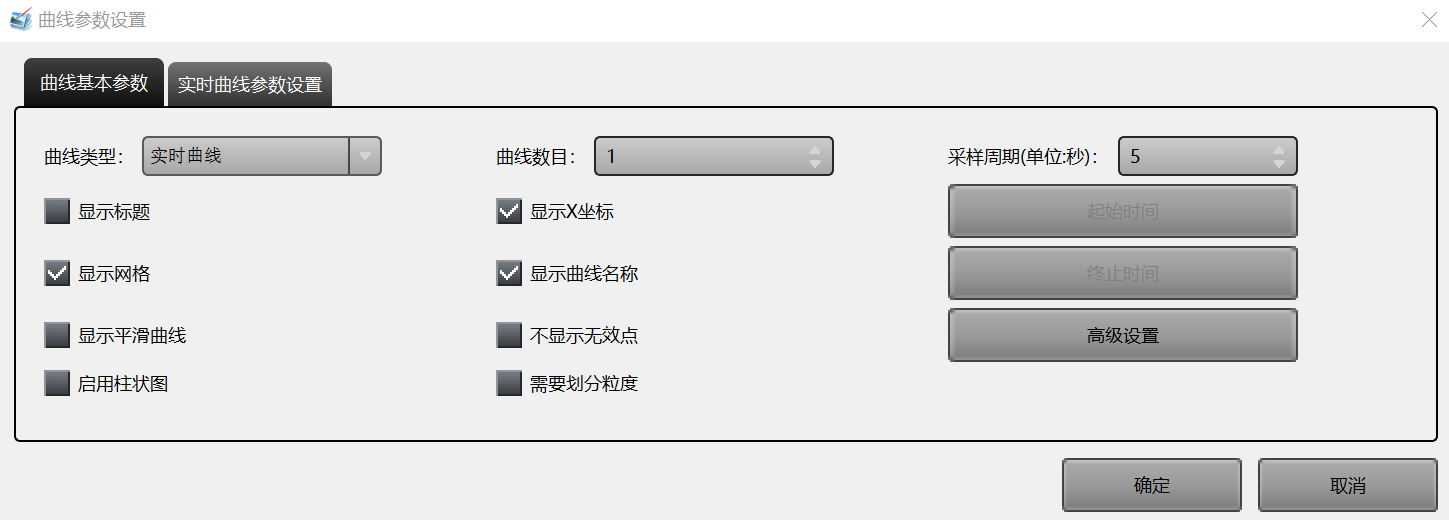 曲线参数设置
曲线基本参数 实时曲线参数设置
曲线类型： 实时曲线 曲线数目： 1 采样周期(单位:秒)： 5
显示标题 显示X坐标 起始时间
显示网格 显示曲线名称 终止时间
显示平滑曲线 不显示无效点 高级设置
启用柱状图 需要划分粒度
确定 取消